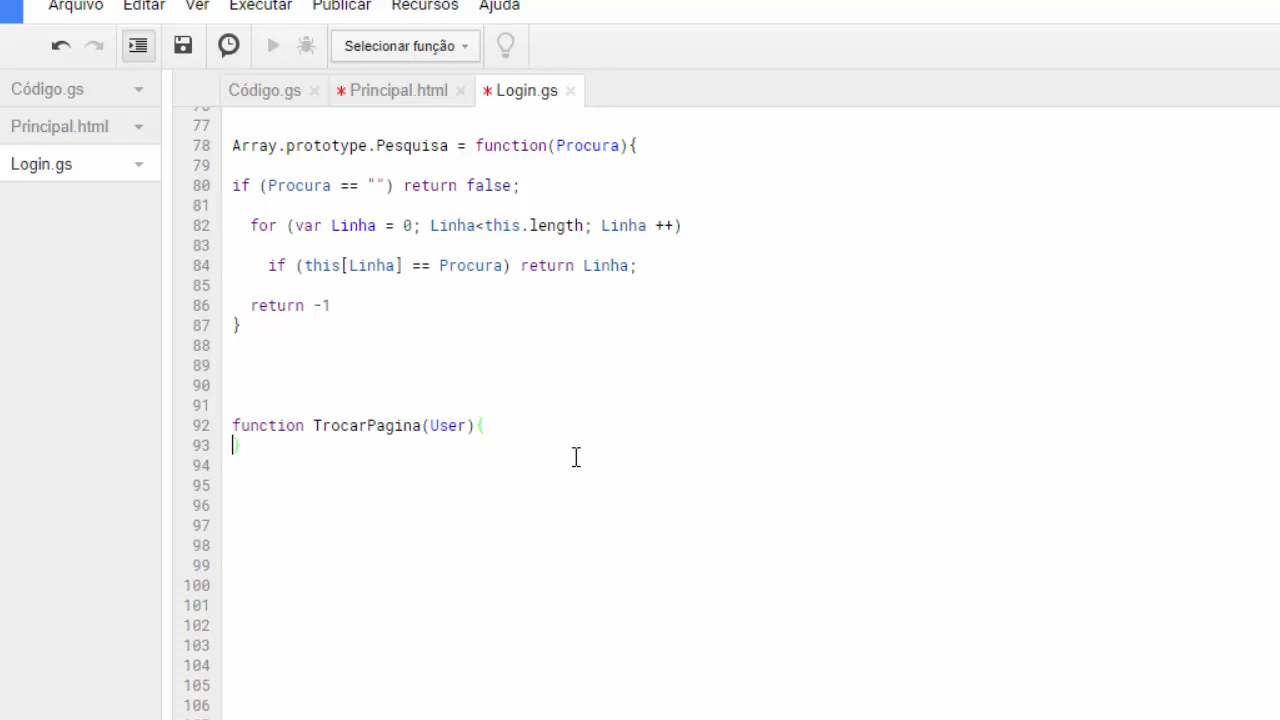 Arquivo Editar Ver Executar Publicar Recursos Ajuda
Selecionar função
Código.gs
Principal.html
Login.gs
Código.gs × * Principal.html × * Login.gs ×
76
77
78 Array.prototype.Pesquisa = function(Procura){
79
80 if (Procura == "") return false;
81
82 for (var Linha = 0; Linha<this.length; Linha ++)
83
84 if (this[Linha] == Procura) return Linha;
85
86 return -1
87 }
88
89
90
91
92 function TrocarPagina(User){
93 }
94
95
96
97
98
99
100
101
102
103
104
105
106